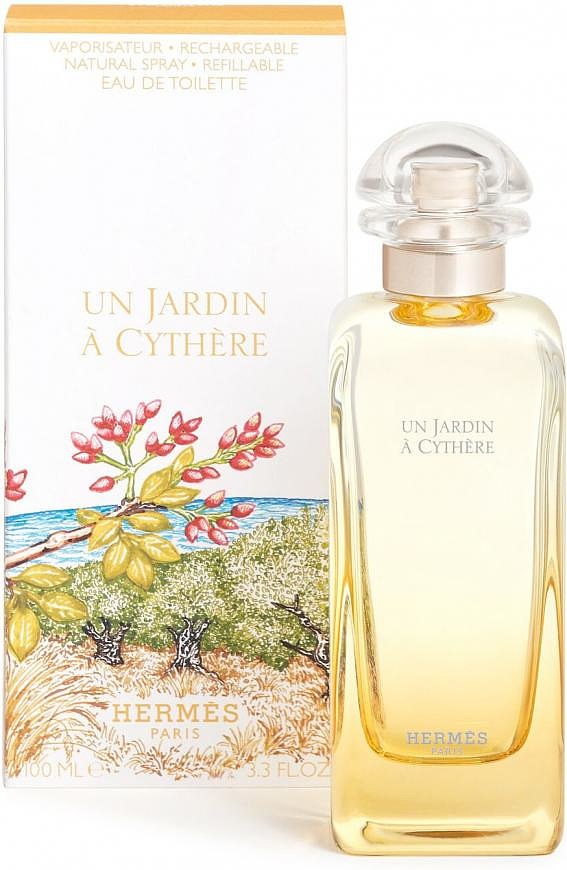 VAPORISATEUR • RECHARGEABLE
NATURAL SPRAY • REFILLABLE
EAU DE TOILETTE
UN JARDIN
À CYTHÈRE
HERMÈS
PARIS
100 ML e 3.3 FL.OZ
UN JARDIN
À CYTHÈRE
HERMÈS
PARIS